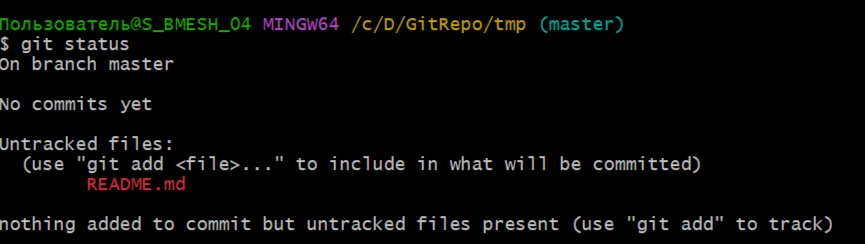 Пользователь@S_BMESH_04 MINGW64 /c/D/GitRepo/tmp (master)
$ git status
On branch master
No commits yet
Untracked files:
  (use "git add <file>..." to include in what will be committed)
        README.md
nothing added to commit but untracked files present (use "git add" to track)